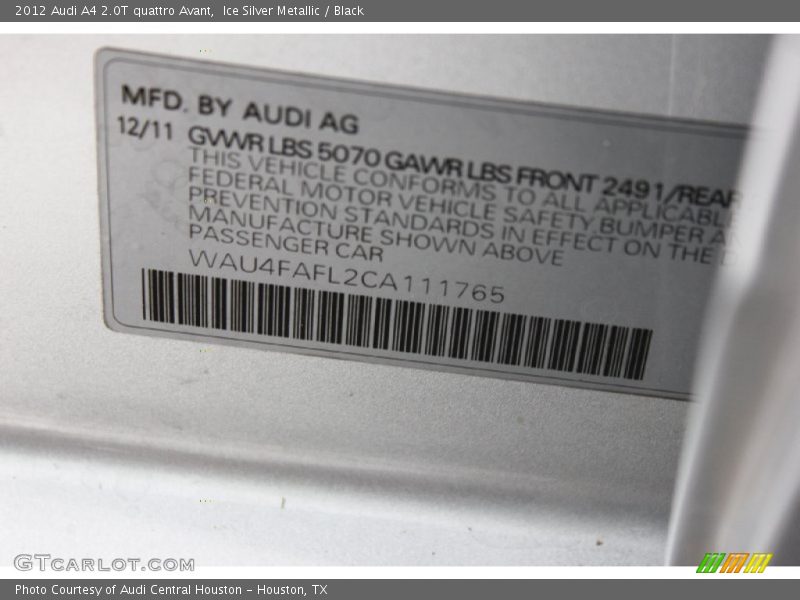 2012 Audi A4 2.0T quattro Avant,  Ice Silver Metallic / Black
MFD. BY AUDI AG
12/11 GVWR LBS 5070 GAWR LBS FRONT 2491/REAR
THIS VEHICLE CONFORMS TO ALL
FEDERAL MOTOR VEHICLE SAFETY, BUMPER
PREVENTION STANDARDS IN EFFECT ON THE
MANUFACTURE SHOWN ABOVE
PASSENGER CAR
WAU4FAFL2CA111765
GTCARLOT.COM
Photo Courtesy of Audi Central Houston – Houston, TX